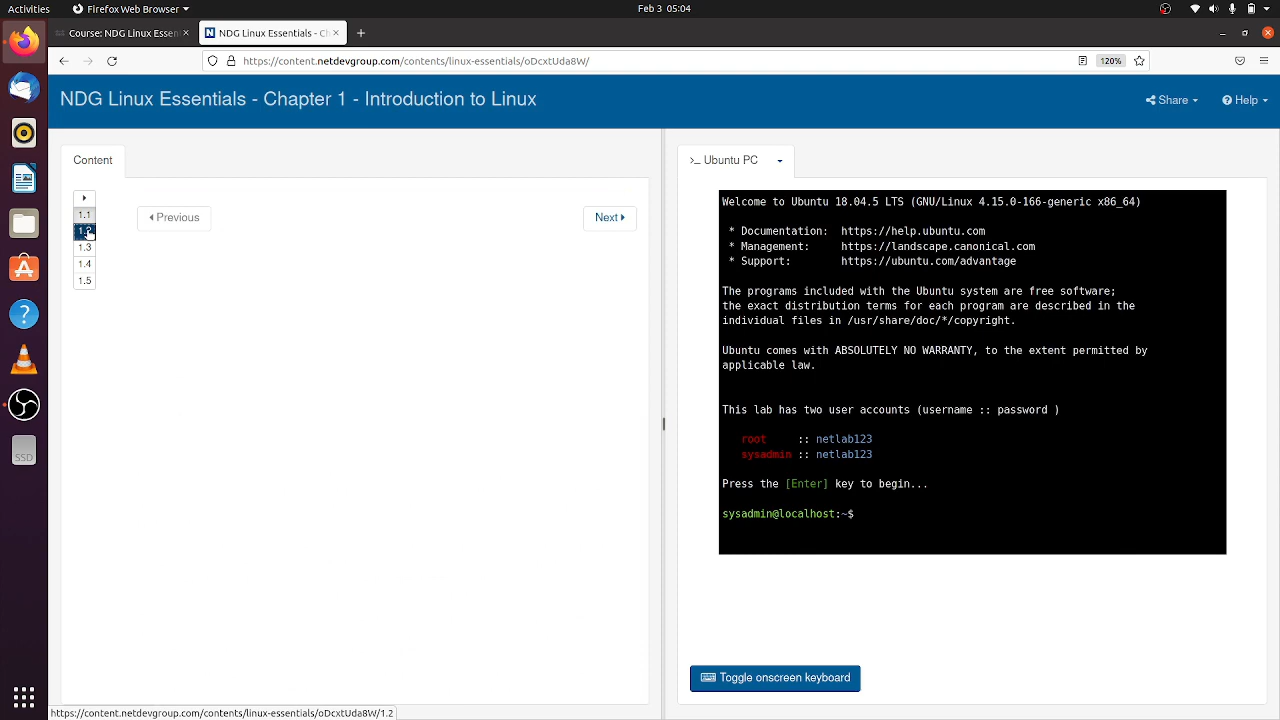 Activities
Firefox Web Browser
Feb 3 05:04
Course: NDG Linux Essent
NDG Linux Essentials - Ch
https://content.netdevgroup.com/contents/linux-essentials/oDcxtUda8W/
120%
NDG Linux Essentials - Chapter 1 - Introduction to Linux
Share
Help
Content
1.1
1.2
1.3
1.4
1.5
Previous
Next
>_ Ubuntu PC
Welcome to Ubuntu 18.04.5 LTS (GNU/Linux 4.15.0-166-generic x86_64)
* Documentation: https://help.ubuntu.com
* Management: https://landscape.canonical.com
* Support: https://ubuntu.com/advantage
The programs included with the Ubuntu system are free software;
the exact distribution terms for each program are described in the
individual files in /usr/share/doc/*/copyright.
Ubuntu comes with ABSOLUTELY NO WARRANTY, to the extent permitted by
applicable law.
This lab has two user accounts (username :: password )
root :: netlab123
sysadmin :: netlab123
Press the [Enter] key to begin...
sysadmin@localhost:~$
Toggle onscreen keyboard
SSD
https://content.netdevgroup.com/contents/linux-essentials/oDcxtUda8W/1.2